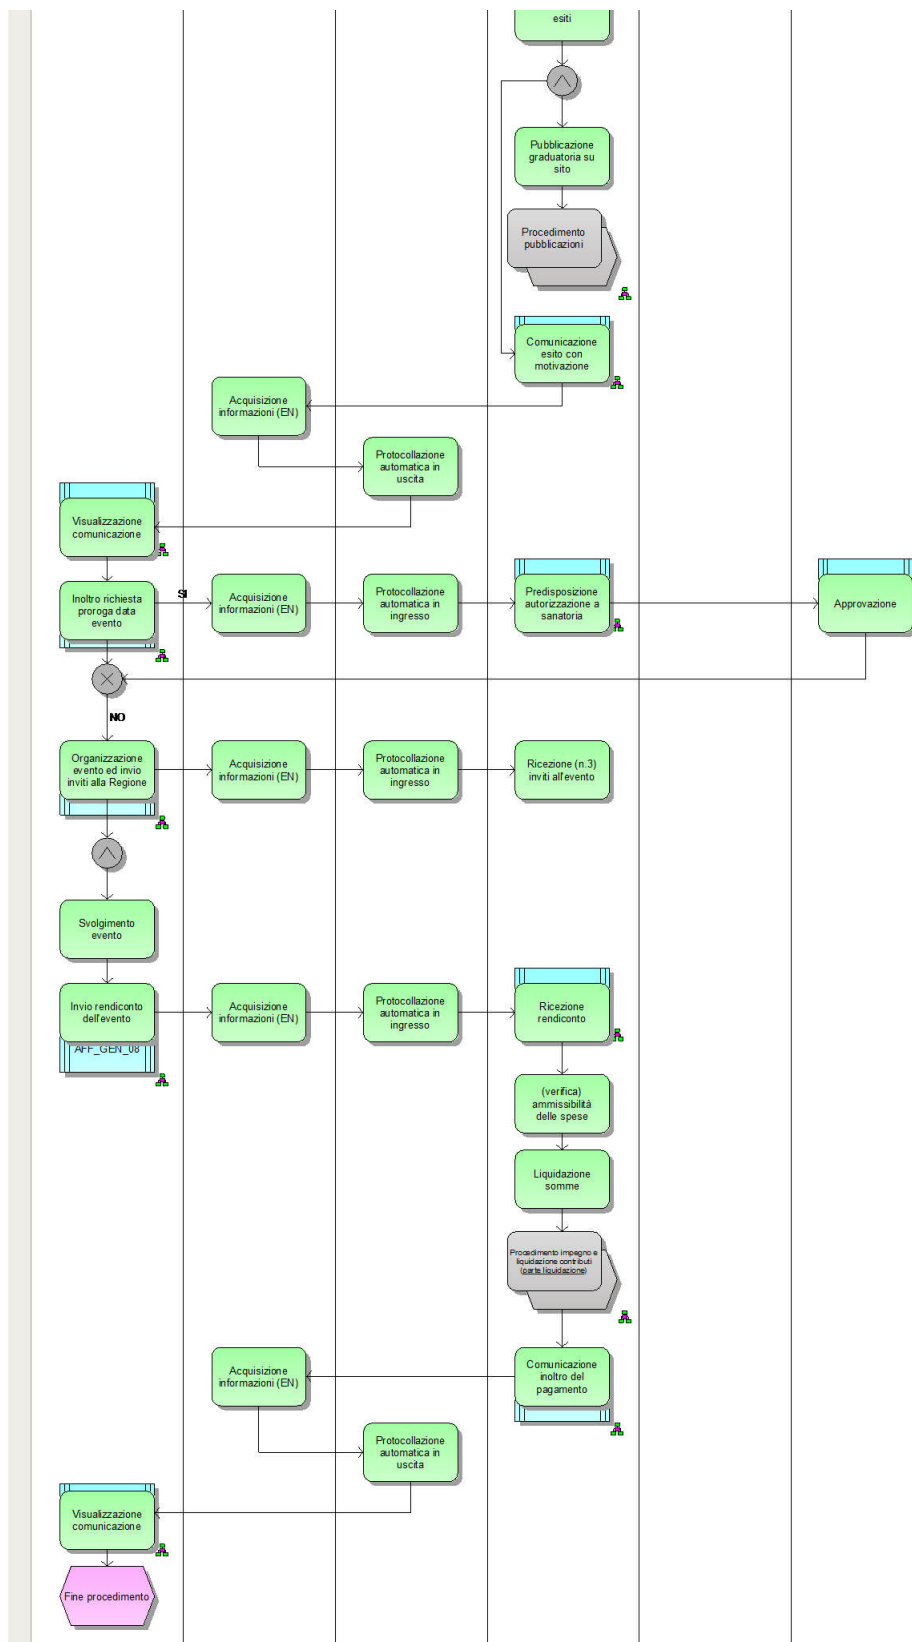 esiti
Pubblicazione
graduatoria su
sito
Procedimento
pubblicazioni
Comunicazione
esito con
motivazione
Acquisizione
informazioni (EN)
Protocollazione
automatica in
uscita
Visualizzazione
comunicazione
Inoltro richiesta
proroga data
evento
SI
Acquisizione
informazioni (EN)
Protocollazione
automatica in
ingresso
Predisposizione
autorizzazione a
sanatoria
Approvazione
NO
Organizzazione
evento ed invio
inviti alla Regione
Acquisizione
informazioni (EN)
Protocollazione
automatica in
ingresso
Ricezione (n.3)
inviti all'evento
Svolgimento
evento
Invio rendiconto
dell'evento
AFF_GEN_08
Acquisizione
informazioni (EN)
Protocollazione
automatica in
ingresso
Ricezione
rendiconto
(verifica)
ammissibilità
delle spese
Liquidazione
somme
Procedimento impegno e
liquidazione contributi
(parte liquidazione)
Comunicazione
inoltro del
pagamento
Acquisizione
informazioni (EN)
Protocollazione
automatica in
uscita
Visualizzazione
comunicazione
Fine procedimento